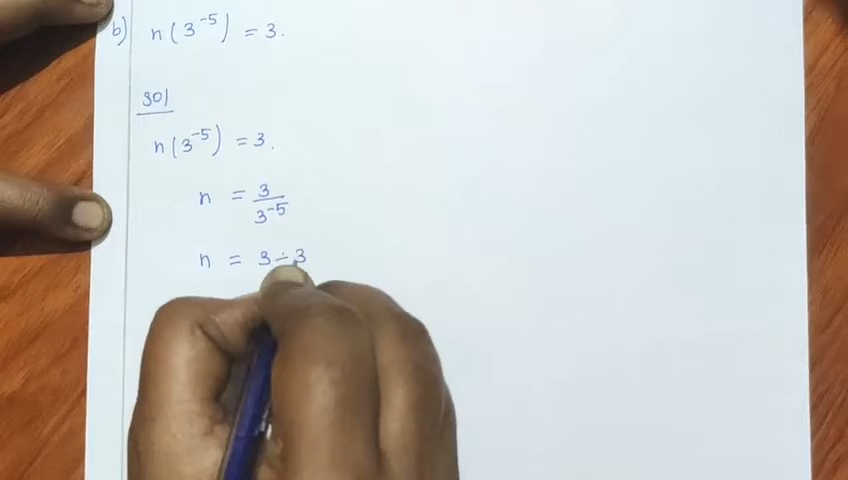 b) n(3⁻⁵) = 3.
sol
n(3⁻⁵) = 3.
n = 3/3⁻⁵
n = 3÷3